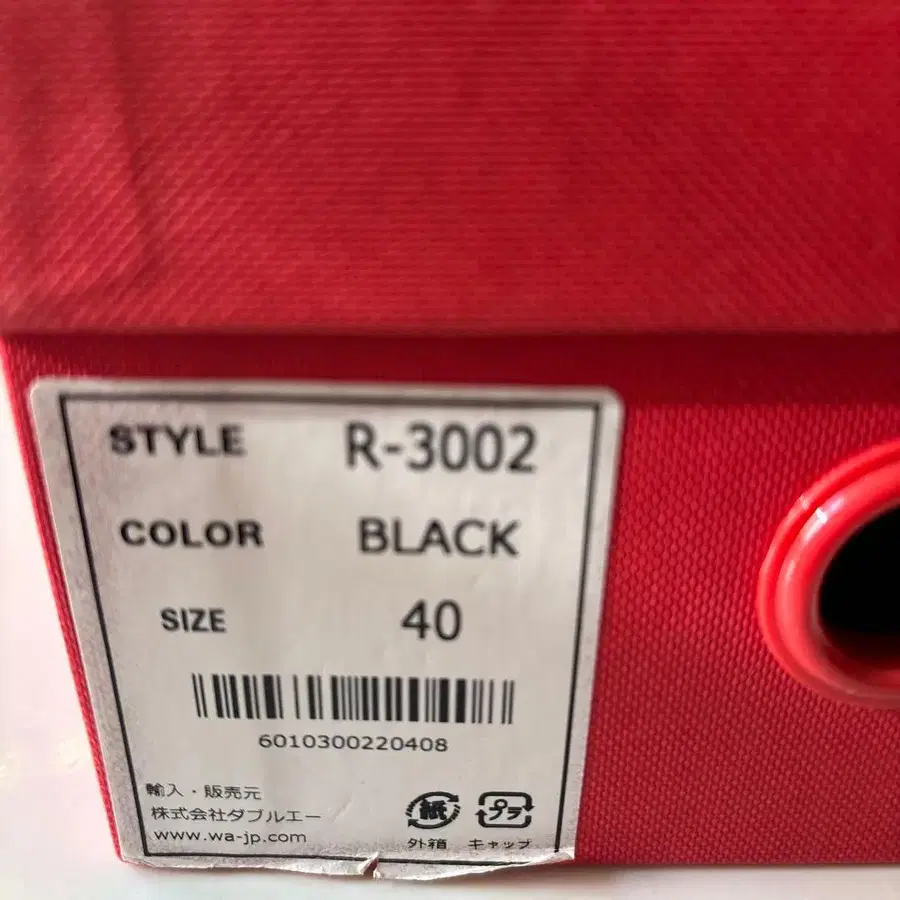 STYLE R-3002
COLOR BLACK
SIZE 40
6010300220408
輸入・販売元
株式会社ダブルエー
www.wa-jp.com
紙 プラ
外箱 キャップ